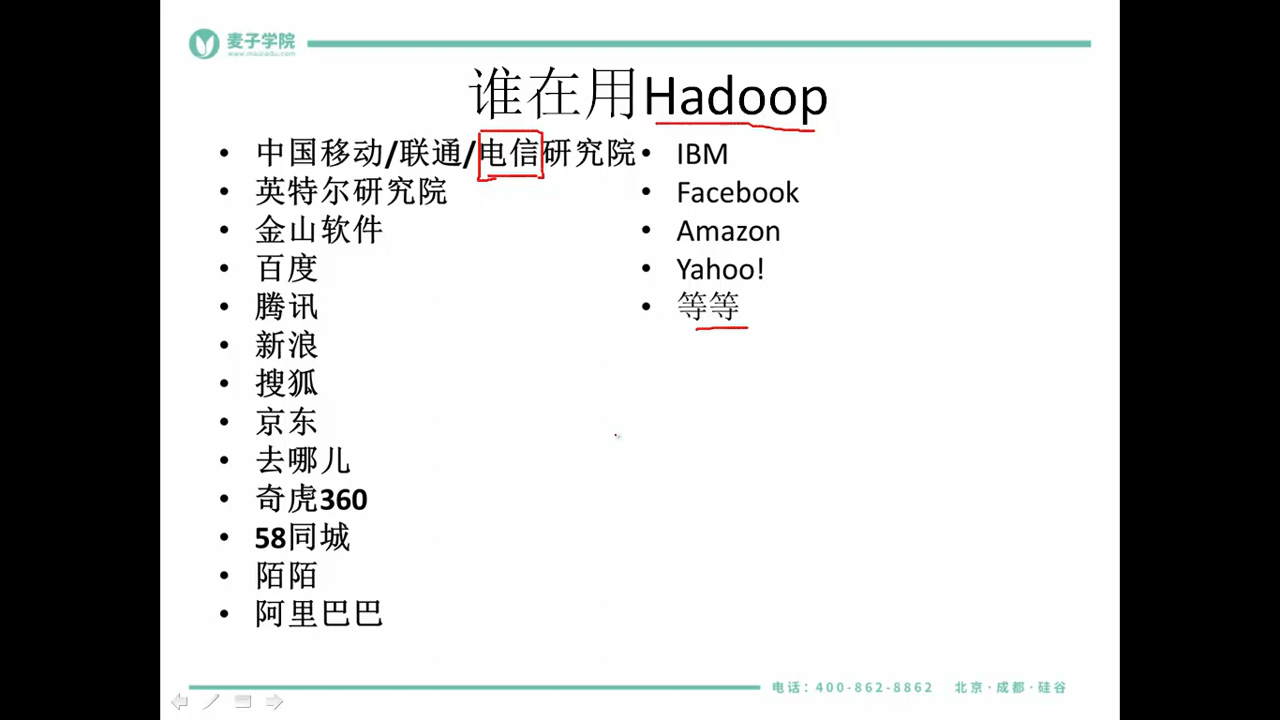 麦子学院
www.maiziedu.com
谁在用Hadoop
• 中国移动/联通/电信研究院
• 英特尔研究院
• 金山软件
• 百度
• 腾讯
• 新浪
• 搜狐
• 京东
• 去哪儿
• 奇虎360
• 58同城
• 陌陌
• 阿里巴巴
• IBM
• Facebook
• Amazon
• Yahoo!
• 等等
电话：400-862-8862 北京·成都·硅谷